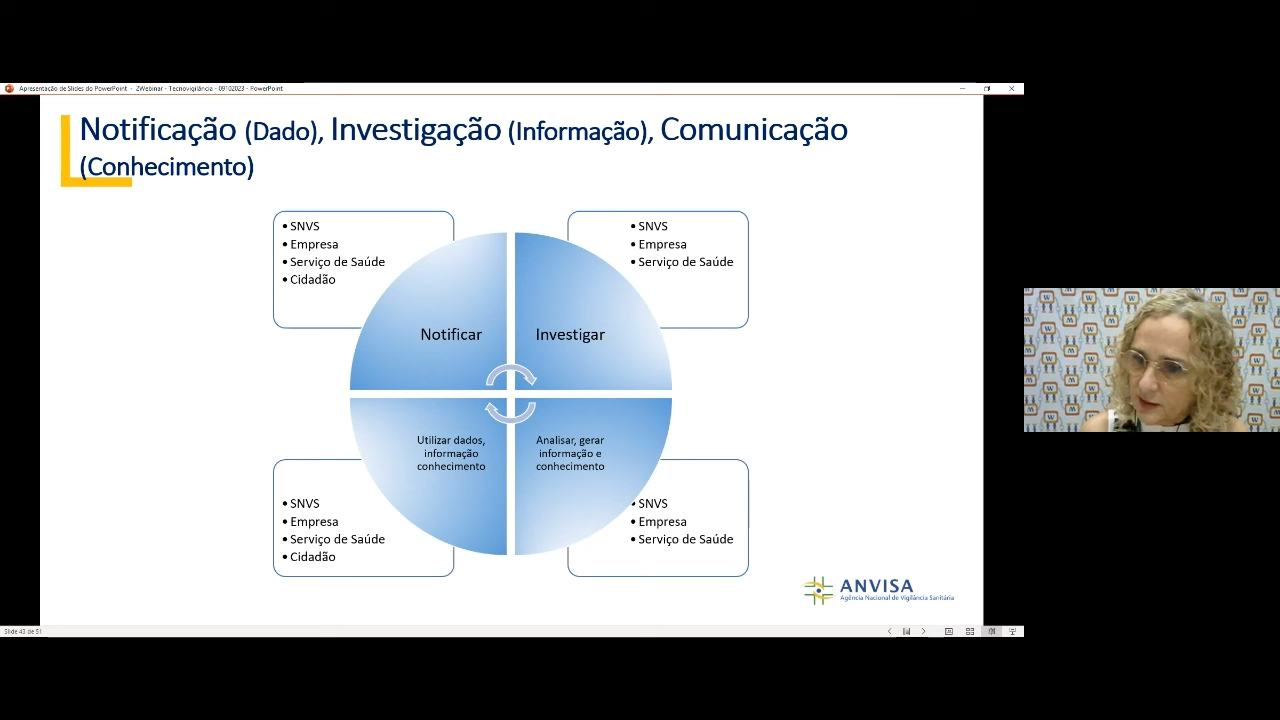 Apresentação de Slides do PowerPoint - 2Webinar - Tecnovigilância - 09102023 - PowerPoint
Notificação (Dado), Investigação (Informação), Comunicação
(Conhecimento)
• SNVS
• Empresa
• Serviço de Saúde
• Cidadão
• SNVS
• Empresa
• Serviço de Saúde
Notificar
Investigar
Utilizar dados,
informação
conhecimento
Analisar, gerar
informação e
conhecimento
• SNVS
• Empresa
• Serviço de Saúde
• Cidadão
• SNVS
• Empresa
• Serviço de Saúde
ANVISA
Agência Nacional de Vigilância Sanitária
Slide 43 de 51